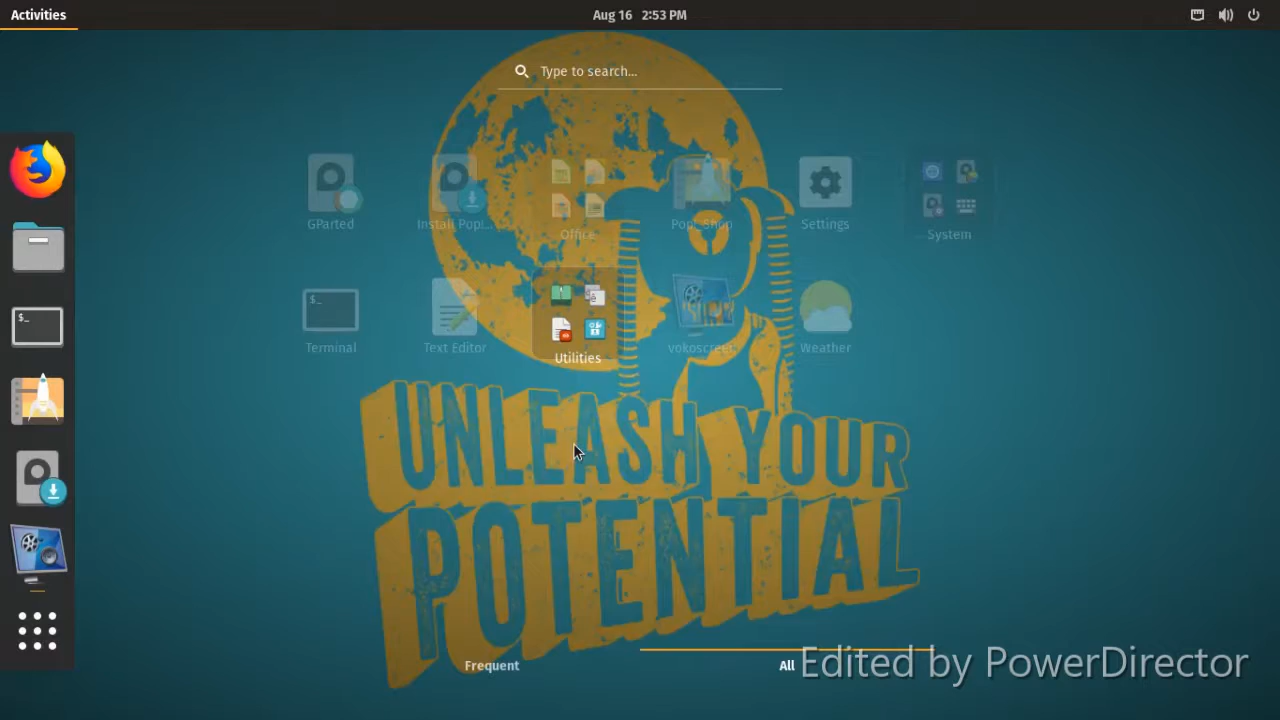 Activities
Aug 16 2:53 PM
Type to search...
GParted
Install Pop!...
Office
Pop!_Shop
Settings
System
$_
Terminal
Text Editor
Utilities
vokoscreen...
Weather
$_
UNLEASH YOUR
POTENTIAL
Frequent
All
Edited by PowerDirector